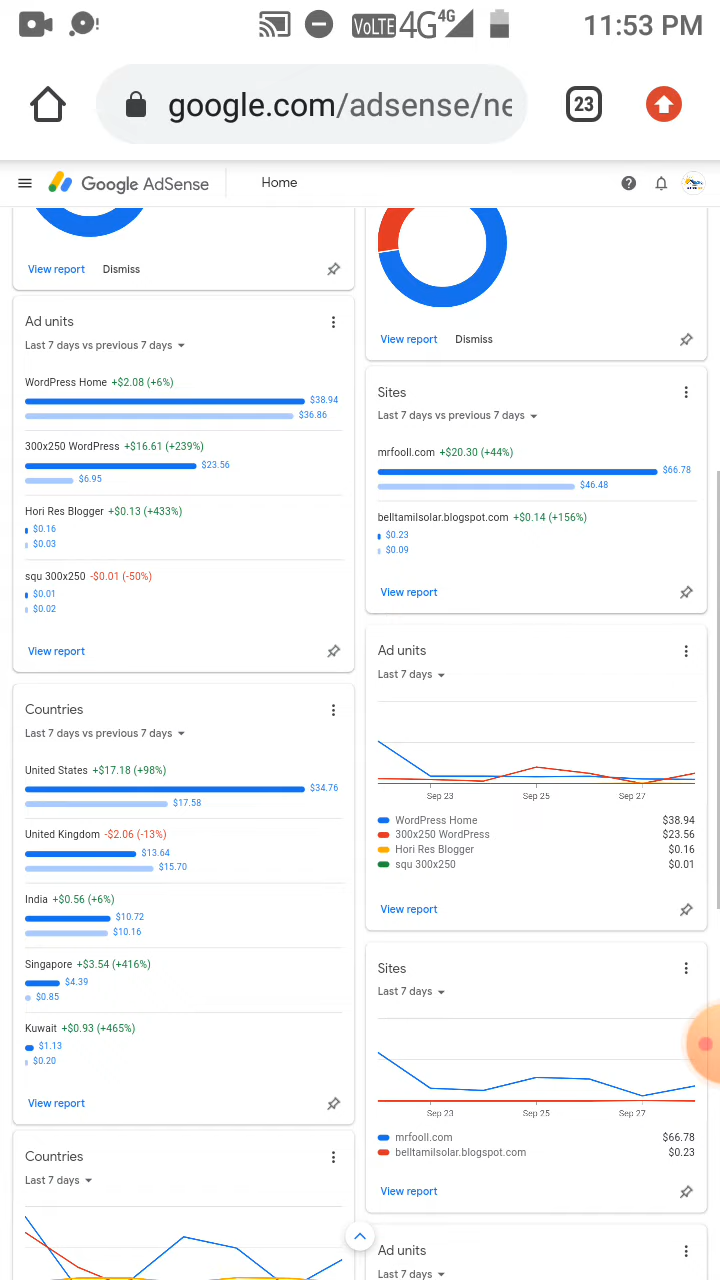 VoLTE 4G 4G 11:53 PM
google.com/adsense/ne
23
Google AdSense Home
View report Dismiss
Ad units
Last 7 days vs previous 7 days
WordPress Home +$2.08 (+6%)
$38.94
$36.86
300x250 WordPress +$16.61 (+239%)
$23.56
$6.95
Hori Res Blogger +$0.13 (+433%)
$0.16
$0.03
squ 300x250 -$0.01 (-50%)
$0.01
$0.02
View report
Countries
Last 7 days vs previous 7 days
United States +$17.18 (+98%)
$34.76
$17.58
United Kingdom -$2.06 (-13%)
$13.64
$15.70
India +$0.56 (+6%)
$10.72
$10.16
Singapore +$3.54 (+416%)
$4.39
$0.85
Kuwait +$0.93 (+465%)
$1.13
$0.20
View report
Countries
Last 7 days
View report Dismiss
Sites
Last 7 days vs previous 7 days
mrfooll.com +$20.30 (+44%)
$66.78
$46.48
belltamilsolar.blogspot.com +$0.14 (+156%)
$0.23
$0.09
View report
Ad units
Last 7 days
Sep 23 Sep 25 Sep 27
WordPress Home $38.94
300x250 WordPress $23.56
Hori Res Blogger $0.16
squ 300x250 $0.01
View report
Sites
Last 7 days
Sep 23 Sep 25 Sep 27
mrfooll.com $66.78
belltamilsolar.blogspot.com $0.23
View report
Ad units
Last 7 days